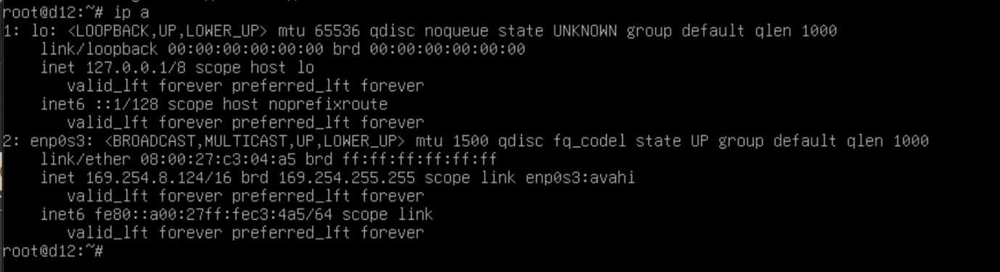 root@d12:~# ip a
1: lo: <LOOPBACK,UP,LOWER_UP> mtu 65536 qdisc noqueue state UNKNOWN group default qlen 1000
    link/loopback 00:00:00:00:00:00 brd 00:00:00:00:00:00
    inet 127.0.0.1/8 scope host lo
       valid_lft forever preferred_lft forever
    inet6 ::1/128 scope host noprefixroute
       valid_lft forever preferred_lft forever
2: enp0s3: <BROADCAST,MULTICAST,UP,LOWER_UP> mtu 1500 qdisc fq_codel state UP group default qlen 1000
    link/ether 08:00:27:c3:04:a5 brd ff:ff:ff:ff:ff:ff
    inet 169.254.8.124/16 brd 169.254.255.255 scope link enp0s3:avahi
       valid_lft forever preferred_lft forever
    inet6 fe80::a00:27ff:fec3:4a5/64 scope link
       valid_lft forever preferred_lft forever
root@d12:~#